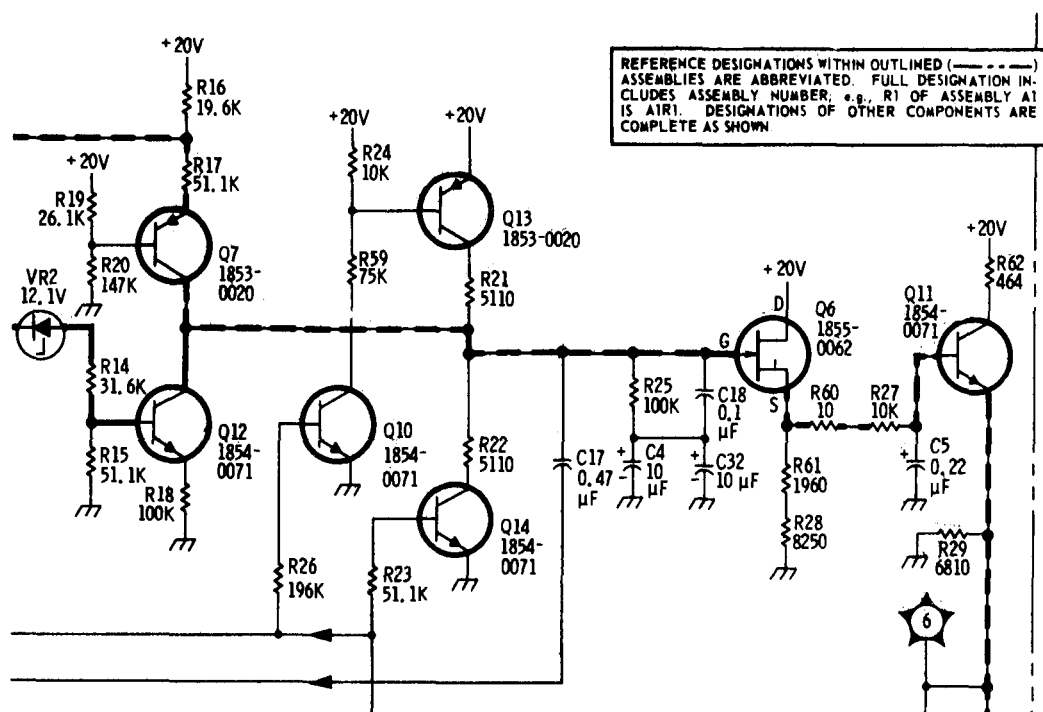 +20V
R16
19.6K
REFERENCE DESIGNATIONS WITHIN OUTLINED (
)
ASSEMBLIES ARE ABBREVIATED. FULL DESIGNATION IN-
CLUDES ASSEMBLY NUMBER; e.g., R1 OF ASSEMBLY A1
IS A1R1. DESIGNATIONS OF OTHER COMPONENTS ARE
COMPLETE AS SHOWN
+20V
+20V
+20V
R17
51.1K
R24
10K
R19
26.1K
Q13
1853-0020
Q7
1853-
0020
R20
147K
R59
75K
R21
5110
VR2
12.1V
+20V
D
Q6
1855-
0062
G
S
+20V
R62
464
Q11
1854-
0071
R14
31.6K
R25
100K
C18
0.1
μF
R60
10
R27
10K
Q12
1854-
0071
Q10
1854-
0071
R22
5110
R15
51.1K
R18
100K
C17
0.47
μF
+
C4
10
μF
-
+
C32
10 μF
-
R61
1960
+
C5
0.22
μF
R28
8250
Q14
1854-
0071
R26
196K
R23
51.1K
R29
6810
6